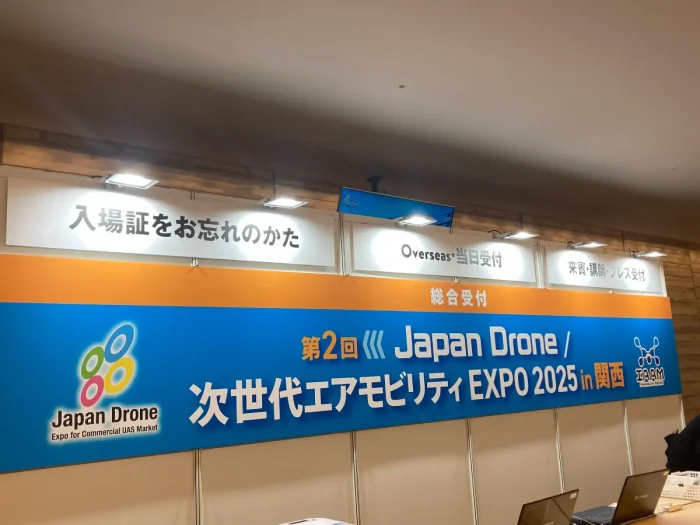 入場証をお忘れのかた
Overseas・当日受付
来賓・講師・プレス受付
総合受付
第2回 Japan Drone /
次世代エアモビリティ EXPO 2025 in 関西
Japan Drone
Expo for Commercial UAS Market
IAAM